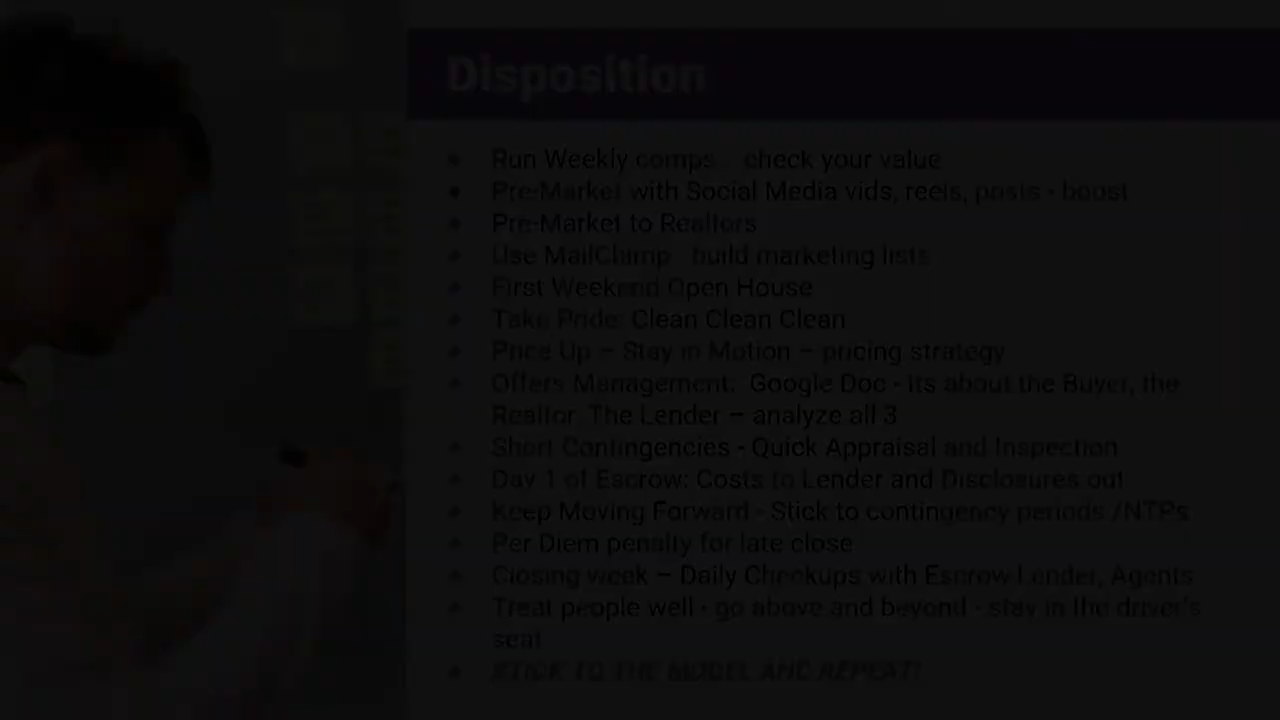 Disposition
Run Weekly comps - check your value
Pre-Market with Social Media vids, reels, posts - boost
Pre-Market to Realtors
Use MailChimp - build marketing lists
First Weekend Open House
Take Pride: Clean Clean Clean
Price Up – Stay in Motion – pricing strategy
Offers Management: Google Doc - its about the Buyer, the
Realtor, The Lender – analyze all 3
Short Contingencies - Quick Appraisal and Inspection
Day 1 of Escrow: Costs to Lender and Disclosures out
Keep Moving Forward - Stick to contingency periods /NTPs
Per Diem penalty for late close
Closing week – Daily Checkups with Escrow Lender, Agents
Treat people well - go above and beyond - stay in the driver's
seat
STICK TO THE MODEL AND REPEAT!